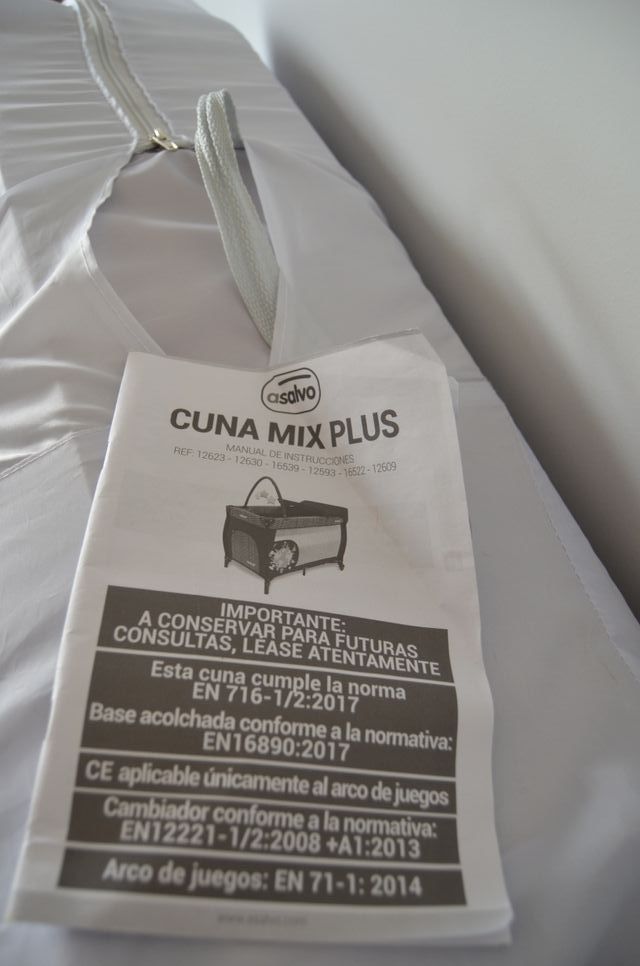 asalvo
CUNA MIX PLUS
MANUAL DE INSTRUCCIONES
REF: 12623 - 12630 - 16539 - 12593 - 16522 - 12609
IMPORTANTE:
A CONSERVAR PARA FUTURAS
CONSULTAS, LÉASE ATENTAMENTE
Esta cuna cumple la norma
EN 716-1/2:2017
Base acolchada conforme a la normativa:
EN16890:2017
CE aplicable únicamente al arco de juegos
Cambiador conforme a la normativa:
EN12221-1/2:2008 +A1:2013
Arco de juegos: EN 71-1: 2014
www.asalvo.com